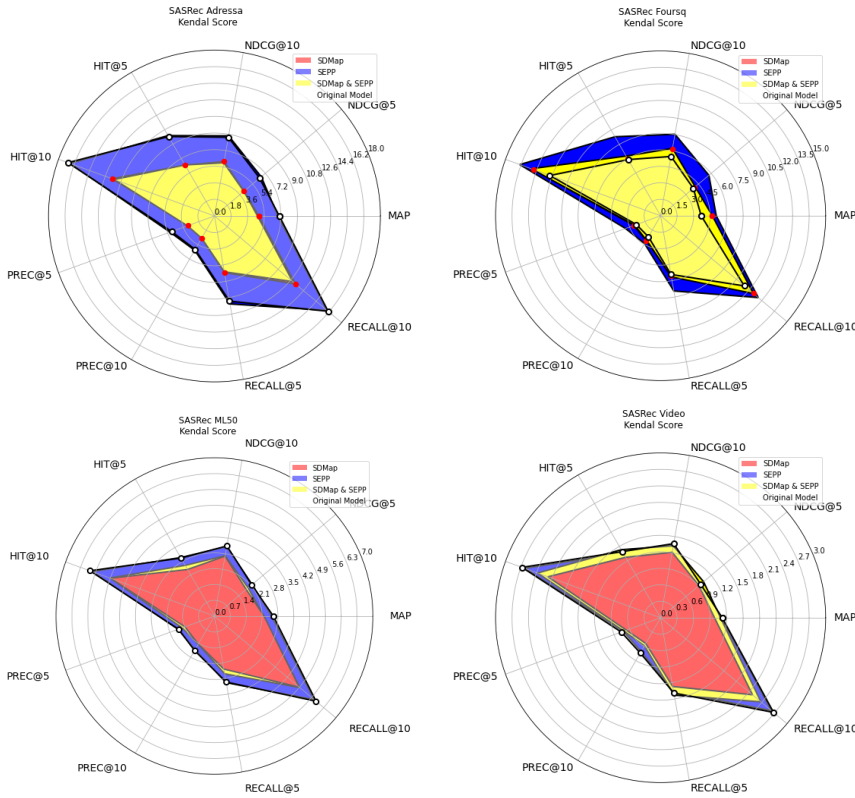 SASRec Adressa
Kendal Score
NDCG@10
HIT@5
SDMap
SEPP
SDMap & SEPP
Original Model
NDCG@5
HIT@10
0.0
1.8
3.6
5.4
7.2
9.0
10.8
12.6
14.4
16.2
18.0
MAP
PREC@5
RECALL@10
PREC@10
RECALL@5
SASRec Foursq
Kendal Score
NDCG@10
HIT@5
SDMap
SEPP
SDMap & SEPP
Original Model
NDCG@5
HIT@10
0.0
1.5
3.0
4.5
6.0
7.5
9.0
10.5
12.0
13.5
15.0
MAP
PREC@5
RECALL@10
PREC@10
RECALL@5
SASRec ML50
Kendal Score
NDCG@10
HIT@5
SDMap
SEPP
SDMap & SEPP
Original Model
NDCG@5
HIT@10
0.0
0.7
1.4
2.1
2.8
3.5
4.2
4.9
5.6
6.3
7.0
MAP
PREC@5
RECALL@10
PREC@10
RECALL@5
SASRec Video
Kendal Score
NDCG@10
HIT@5
SDMap
SEPP
SDMap & SEPP
Original Model
NDCG@5
HIT@10
0.0
0.3
0.6
0.9
1.2
1.5
1.8
2.1
2.4
2.7
3.0
MAP
PREC@5
RECALL@10
PREC@10
RECALL@5